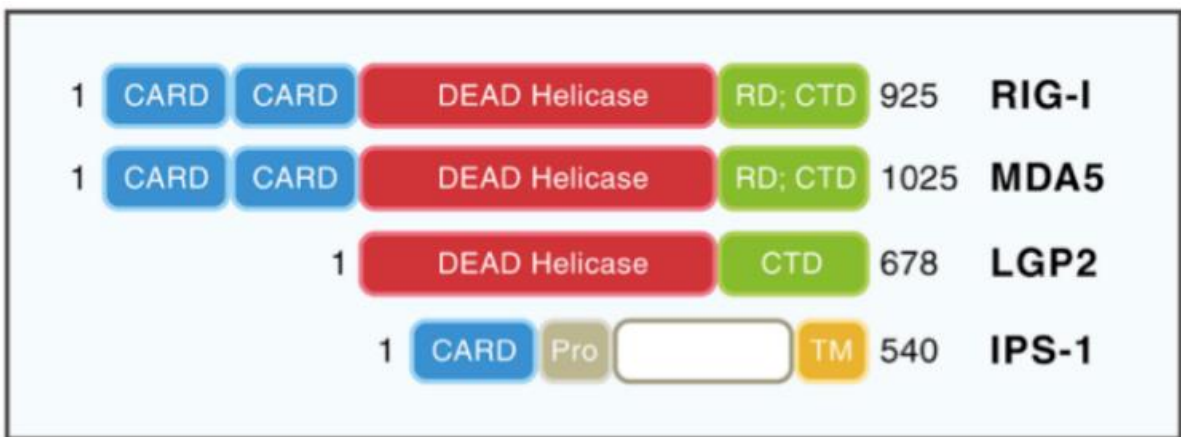 1 CARD CARD DEAD Helicase RD; CTD 925 RIG-I
1 CARD CARD DEAD Helicase RD; CTD 1025 MDA5
1 DEAD Helicase CTD 678 LGP2
1 CARD Pro TM 540 IPS-1